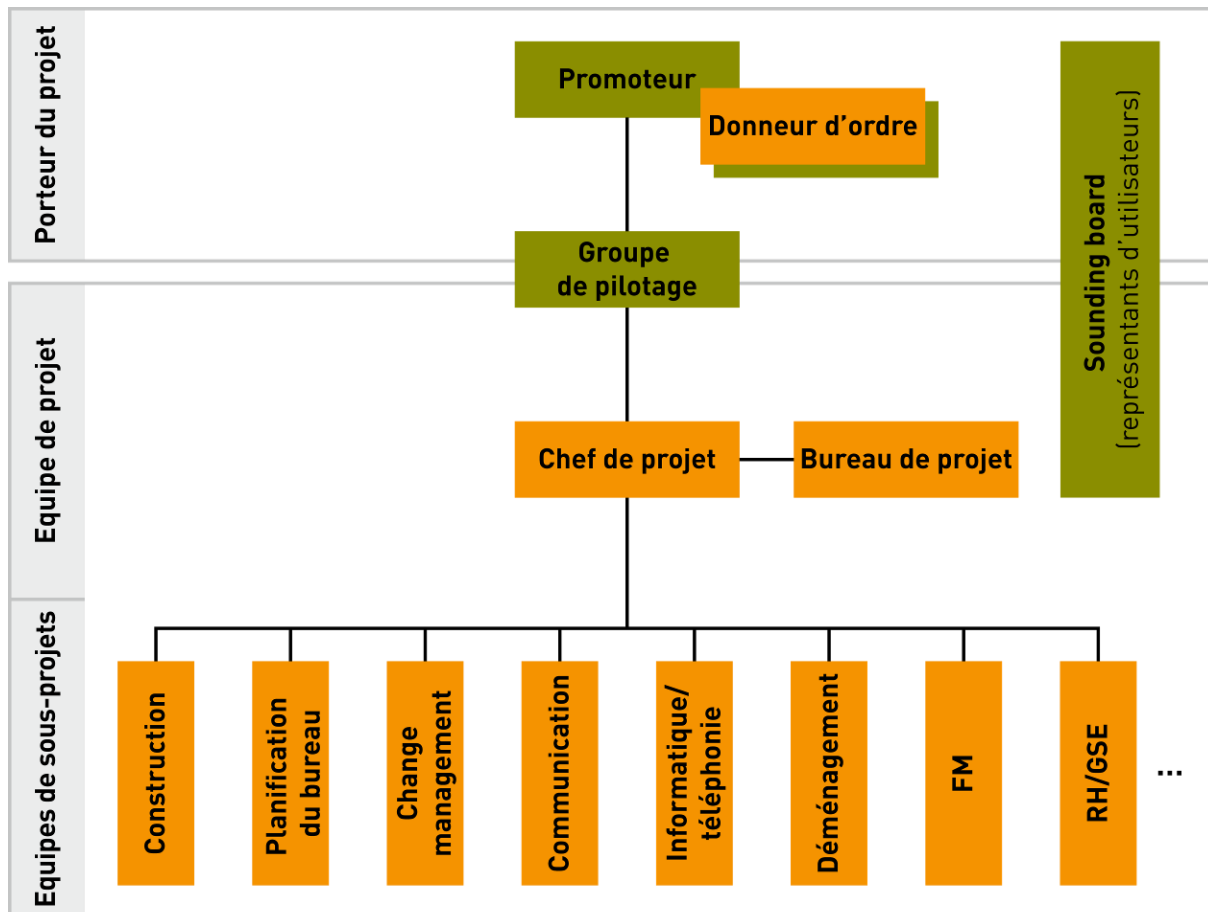 Porteur du projet
Promoteur
Donneur d'ordre
Groupe
de pilotage
Sounding board
(représentants d'utilisateurs)
Equipe de projet
Chef de projet
Bureau de projet
Equipes de sous-projets
Construction
Planification
du bureau
Change
management
Communication
Informatique/
téléphonie
Déménagement
FM
RH/GSE
...